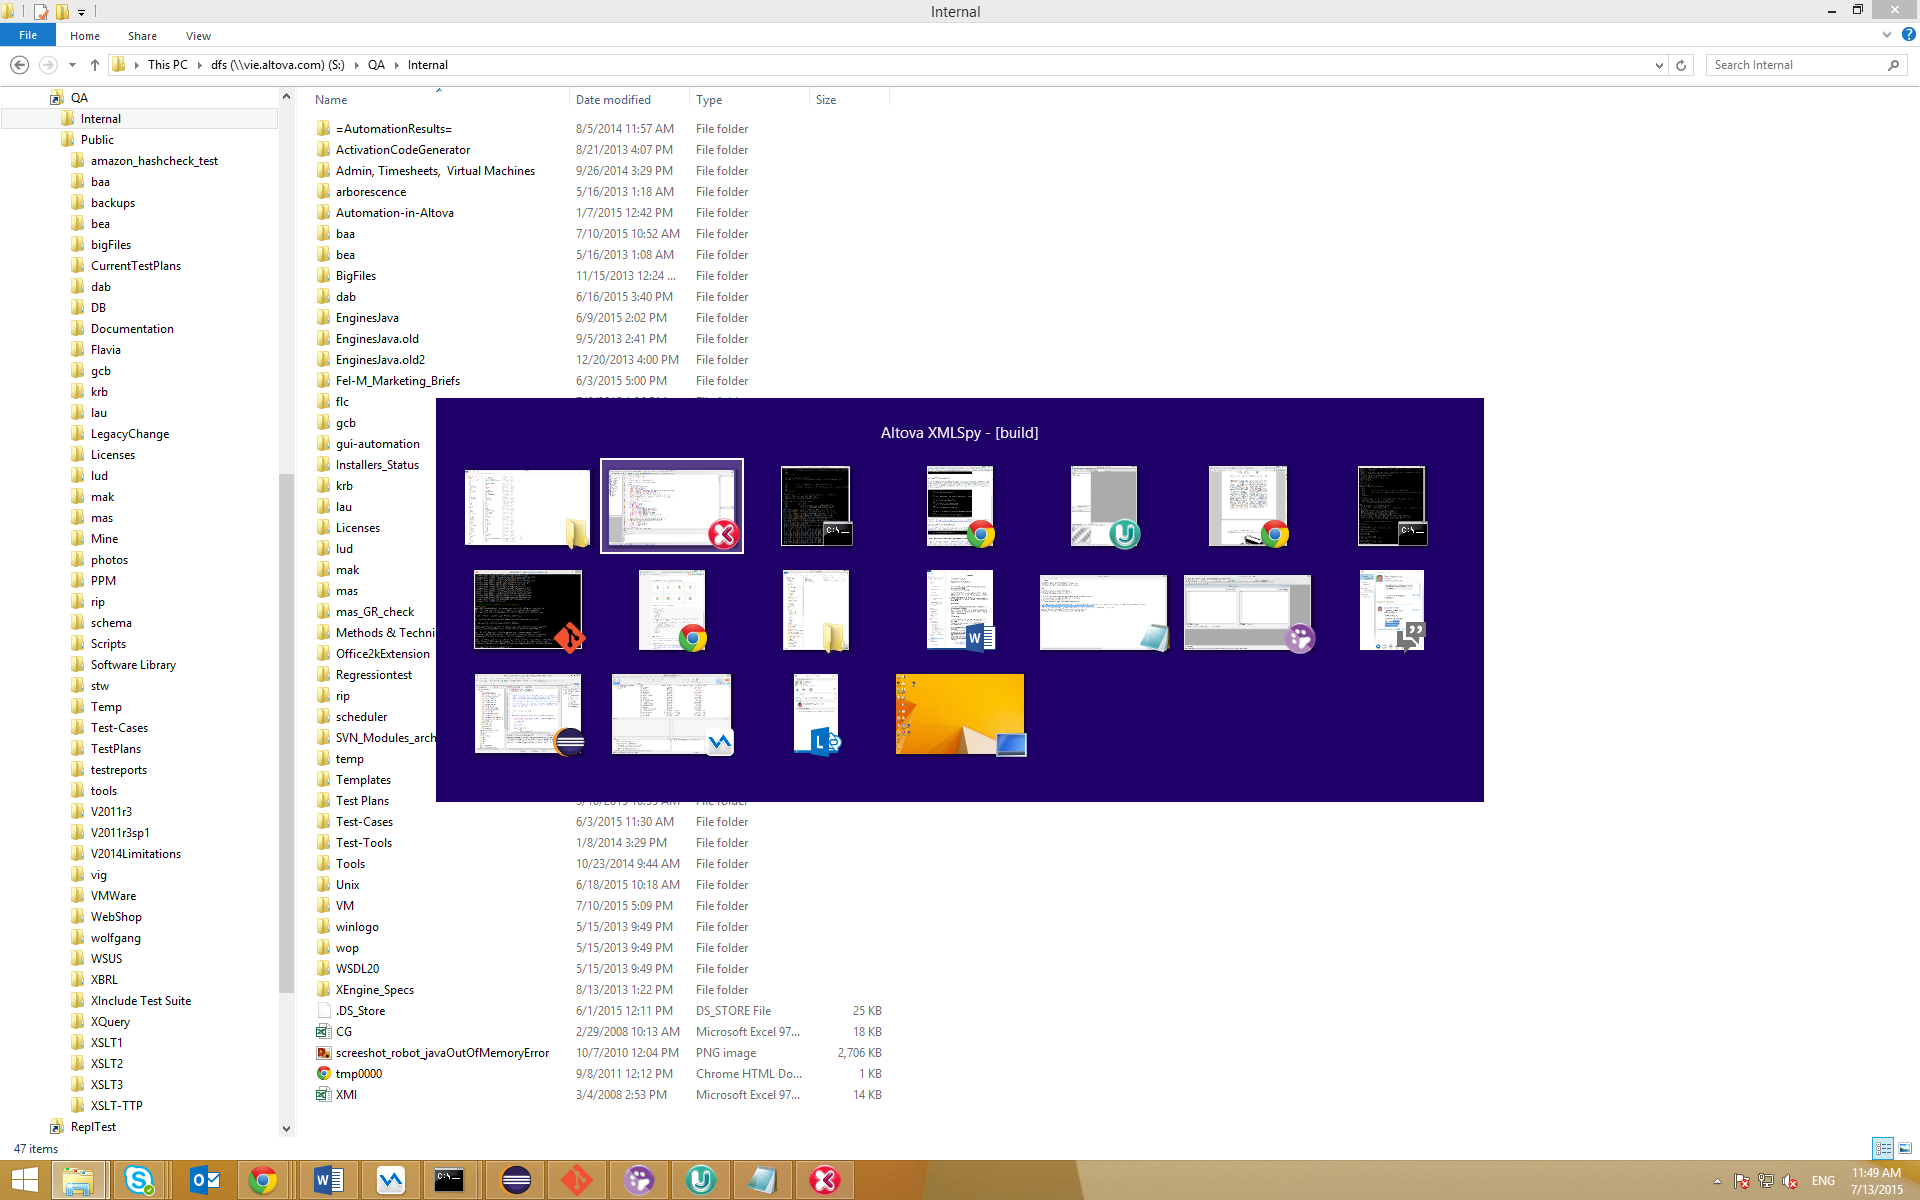 Internal
File
Home
Share
View
This PC
dfs (\\vie.altova.com) (S:)
QA
Internal
Search Internal
QA
Internal
Public
amazon_hashcheck_test
baa
backups
bea
bigFiles
CurrentTestPlans
dab
DB
Documentation
Flavia
gcb
krb
lau
LegacyChange
Licenses
lud
mak
mas
Mine
photos
PPM
rip
schema
Scripts
Software Library
stw
Temp
Test-Cases
TestPlans
testreports
tools
V2011r3
V2011r3sp1
V2014Limitations
vig
VMWare
WebShop
wolfgang
WSUS
XBRL
XInclude Test Suite
XQuery
XSLT1
XSLT2
XSLT3
XSLT-TTP
ReplTest
Name Date modified Type Size
=AutomationResults= 8/5/2014 11:57 AM File folder
ActivationCodeGenerator 8/21/2013 4:07 PM File folder
Admin, Timesheets, Virtual Machines 9/26/2014 3:29 PM File folder
arborescence 5/16/2013 1:18 AM File folder
Automation-in-Altova 1/7/2015 12:42 PM File folder
baa 7/10/2015 10:52 AM File folder
bea 5/16/2013 1:08 AM File folder
BigFiles 11/15/2013 12:24 ... File folder
dab 6/16/2015 3:40 PM File folder
EnginesJava 6/9/2015 2:02 PM File folder
EnginesJava.old 9/5/2013 2:41 PM File folder
EnginesJava.old2 12/20/2013 4:00 PM File folder
Fel-M_Marketing_Briefs 6/3/2015 5:00 PM File folder
flc
gcb
gui-automation
Installers_Status
krb
lau
Licenses
lud
mak
mas
mas_GR_check
Methods & Techni
Office2kExtension
Regressiontest
rip
scheduler
SVN_Modules_arch
temp
Templates
Test Plans
Test-Cases 6/3/2015 11:30 AM File folder
Test-Tools 1/8/2014 3:29 PM File folder
Tools 10/23/2014 9:44 AM File folder
Unix 6/18/2015 10:18 AM File folder
VM 7/10/2015 5:09 PM File folder
winlogo 5/15/2013 9:49 PM File folder
wop 5/15/2013 9:49 PM File folder
WSDL20 5/15/2013 9:49 PM File folder
XEngine_Specs 8/13/2013 1:22 PM File folder
.DS_Store 6/1/2015 12:11 PM DS_STORE File 25 KB
CG 2/29/2008 10:13 AM Microsoft Excel 97... 18 KB
screeshot_robot_javaOutOfMemoryError 10/7/2010 12:04 PM PNG image 2,706 KB
tmp0000 9/8/2011 12:12 PM Chrome HTML Do... 1 KB
XMI 3/4/2008 2:53 PM Microsoft Excel 97... 14 KB
Altova XMLSpy - [build]
47 items
ENG
11:49 AM
7/13/2015